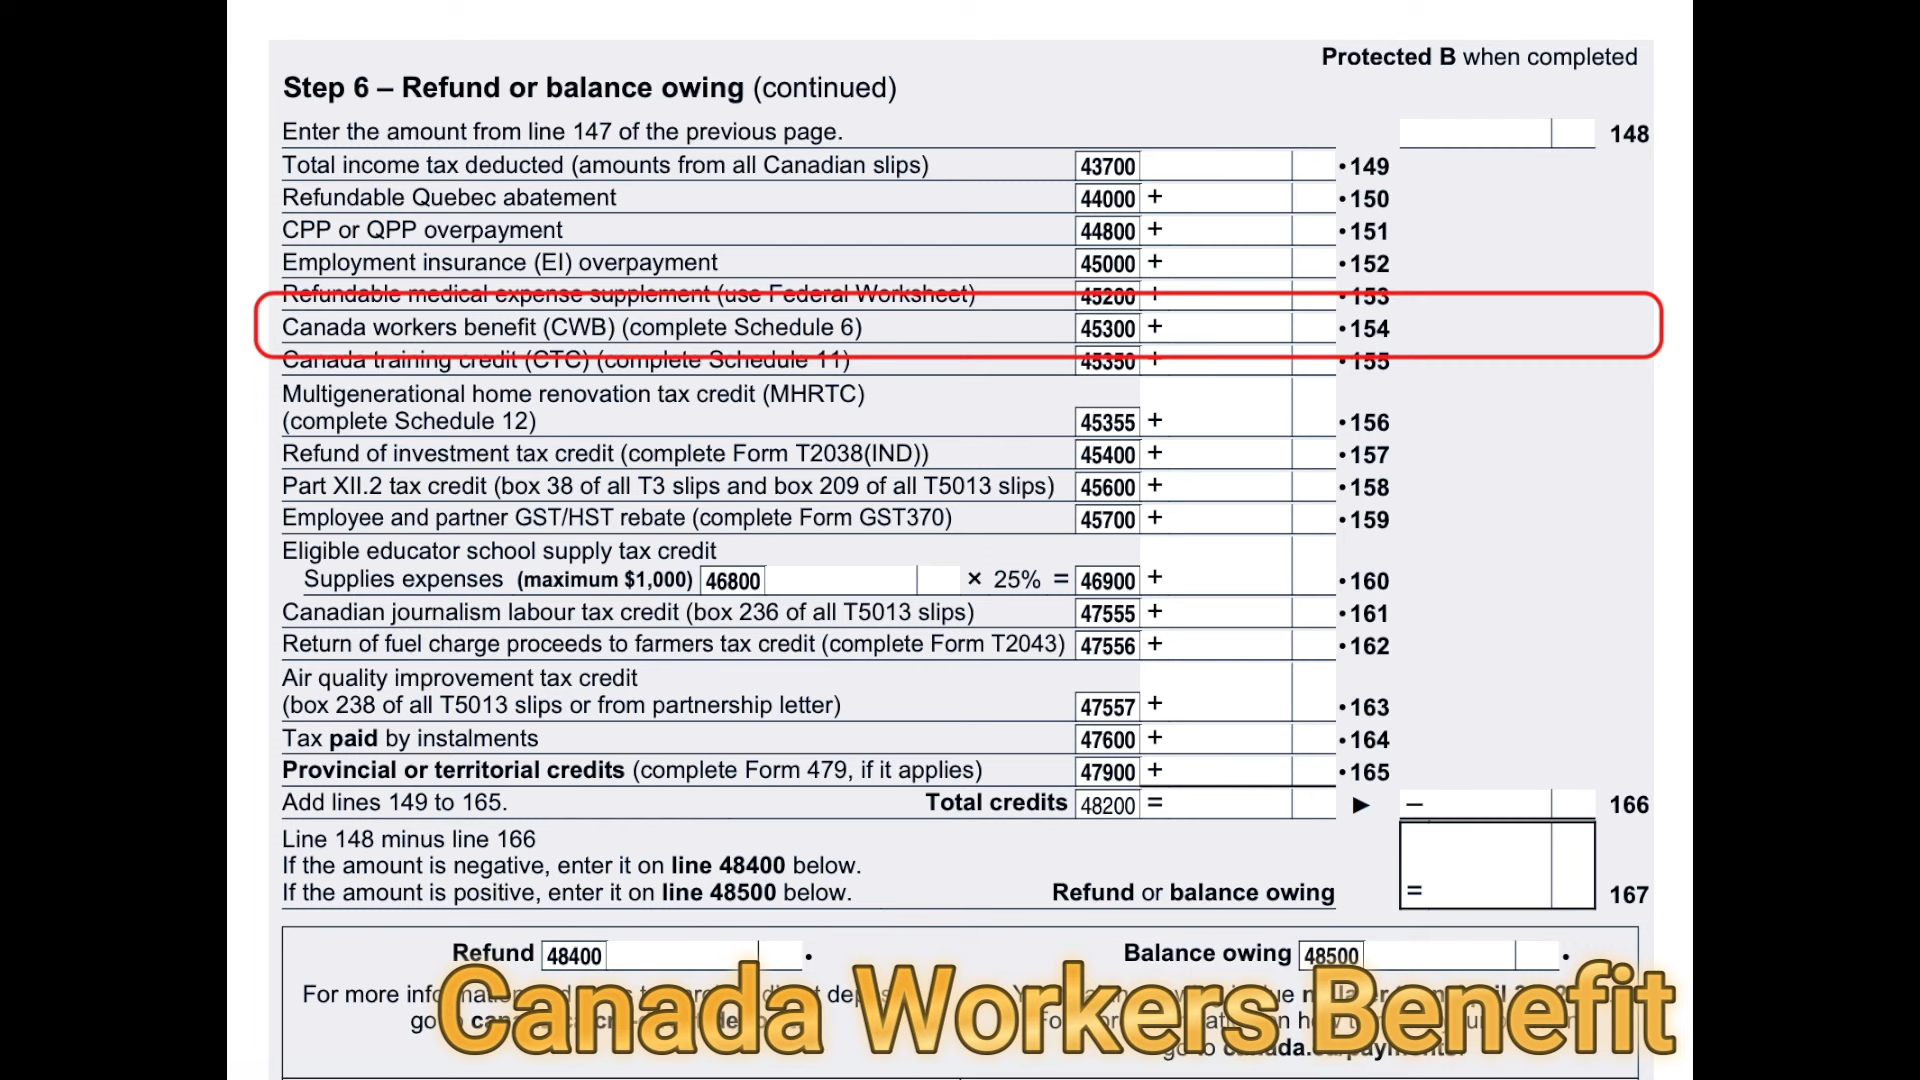 Protected B when completed
Step 6 – Refund or balance owing (continued)
Enter the amount from line 147 of the previous page. 148
Total income tax deducted (amounts from all Canadian slips) 43700 •149
Refundable Quebec abatement 44000 + •150
CPP or QPP overpayment 44800 + •151
Employment insurance (EI) overpayment 45000 + •152
Refundable medical expense supplement (use Federal Worksheet) 45200 + •153
Canada workers benefit (CWB) (complete Schedule 6) 45300 + •154
Canada training credit (CTC) (complete Schedule 11) 45350 + •155
Multigenerational home renovation tax credit (MHRTC)
(complete Schedule 12) 45355 + •156
Refund of investment tax credit (complete Form T2038(IND)) 45400 + •157
Part XII.2 tax credit (box 38 of all T3 slips and box 209 of all T5013 slips) 45600 + •158
Employee and partner GST/HST rebate (complete Form GST370) 45700 + •159
Eligible educator school supply tax credit
Supplies expenses (maximum $1,000) 46800 × 25% = 46900 + •160
Canadian journalism labour tax credit (box 236 of all T5013 slips) 47555 + •161
Return of fuel charge proceeds to farmers tax credit (complete Form T2043) 47556 + •162
Air quality improvement tax credit
(box 238 of all T5013 slips or from partnership letter) 47557 + •163
Tax paid by instalments 47600 + •164
Provincial or territorial credits (complete Form 479, if it applies) 47900 + •165
Add lines 149 to 165. Total credits 48200 = ► – 166
Line 148 minus line 166
If the amount is negative, enter it on line 48400 below.
If the amount is positive, enter it on line 48500 below. Refund or balance owing = 167
Refund 48400 • Balance owing 48500 •
For more
go to
Canada Workers Benefit